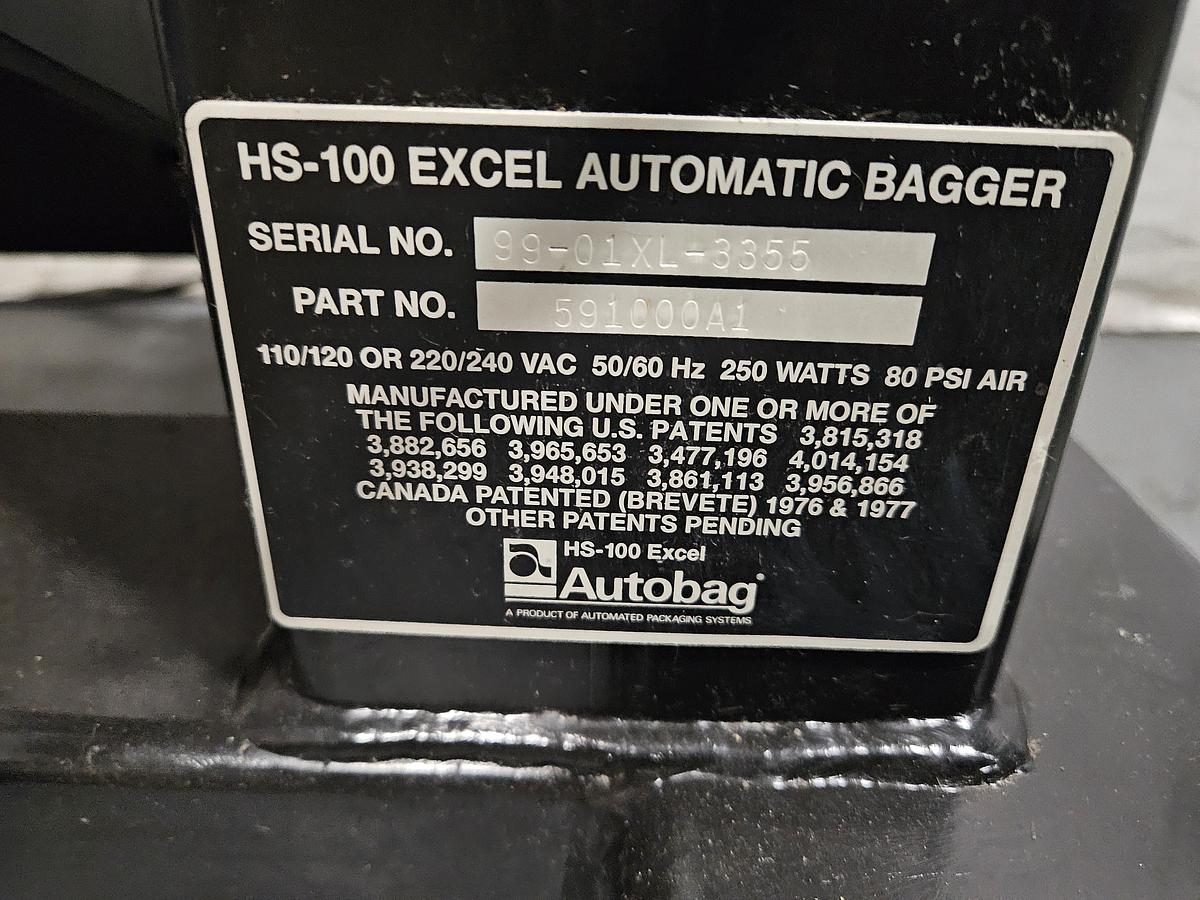 HS-100 EXCEL AUTOMATIC BAGGER
SERIAL NO. 99-01XL-3355
PART NO. 591000A1
110/120 OR 220/240 VAC 50/60 Hz 250 WATTS 80 PSI AIR
MANUFACTURED UNDER ONE OR MORE OF
THE FOLLOWING U.S. PATENTS 3,815,318
3,882,656 3,965,653 3,477,196 4,014,154
3,938,299 3,948,015 3,861,113 3,956,866
CANADA PATENTED (BREVETE) 1976 & 1977
OTHER PATENTS PENDING
HS-100 Excel
Autobag
A PRODUCT OF AUTOMATED PACKAGING SYSTEMS